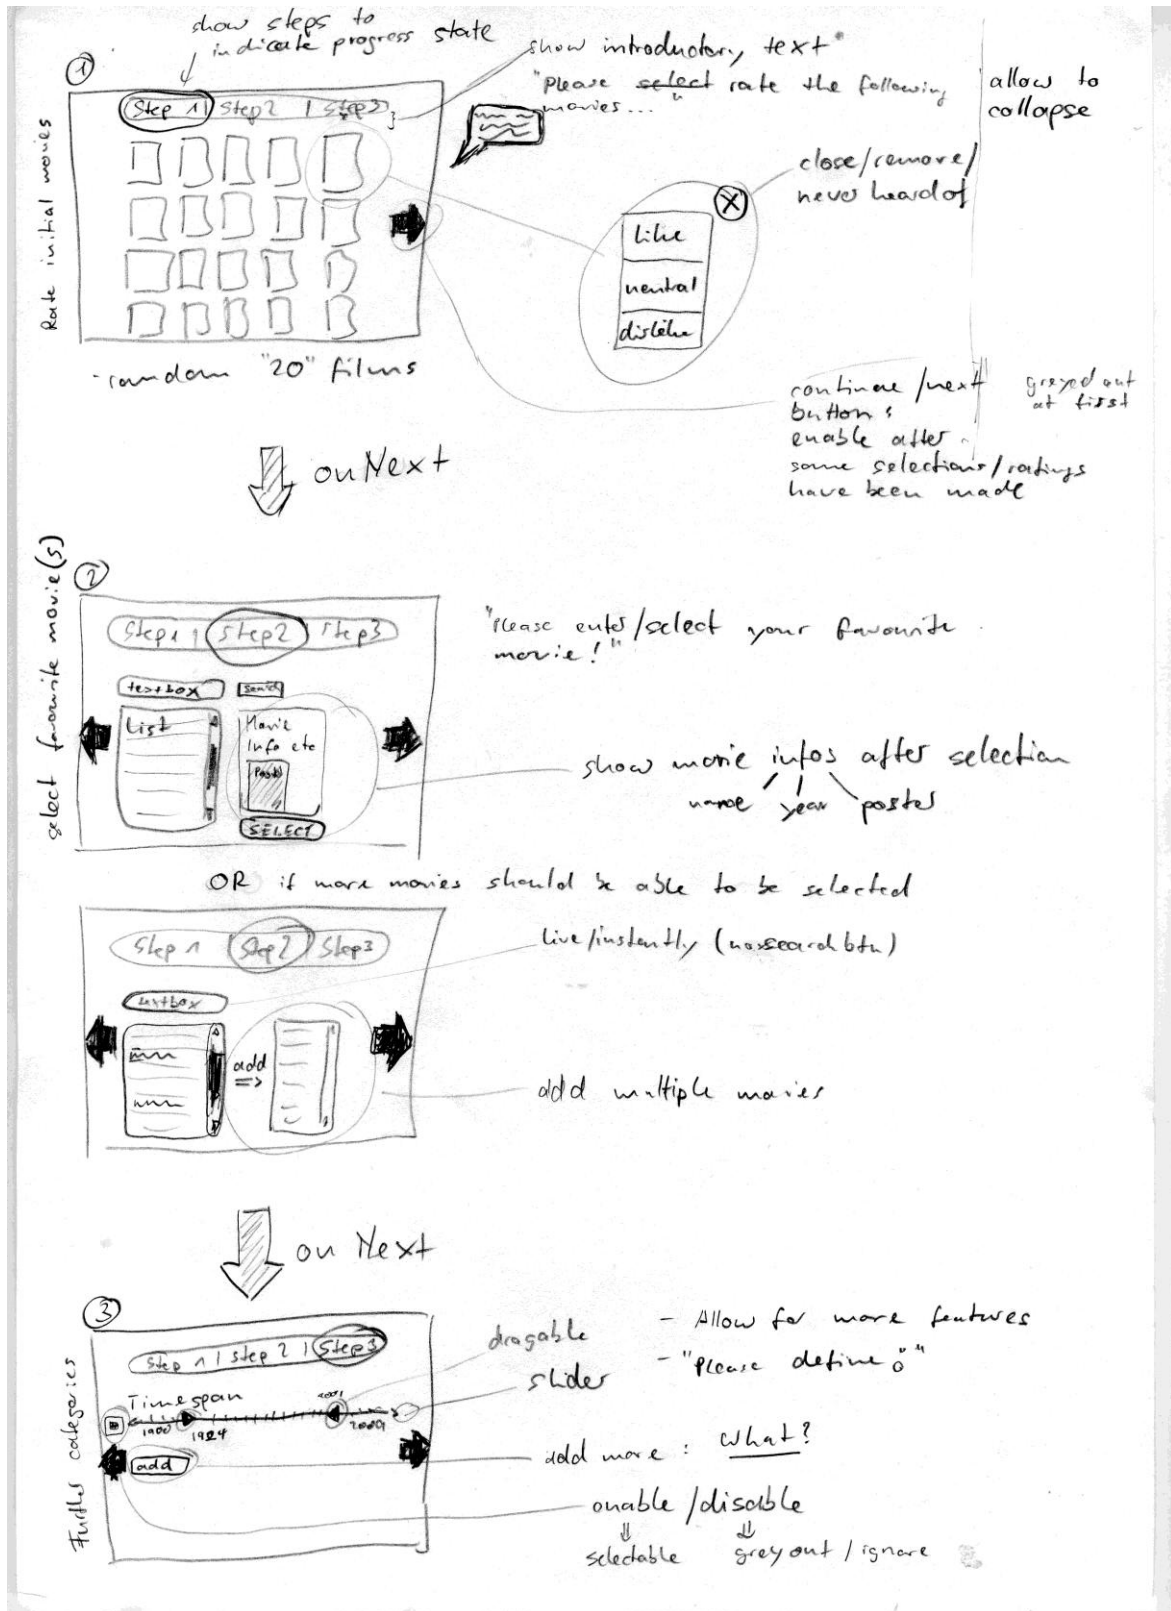 show steps to
indicate progress state
①
Step 1 | Step2 | Step3
show introductory text
"Please select rate the following
movies..."
allow to
collapse
Rate initial movies
close/remove/
never heard of
X
like
neutral
dislike
- random "20" films
continue/next
button:
enable after
some selections/ratings
have been made
greyed out
at first
onNext
select favourite movie(s)
②
Step1 | Step2 | Step3
"Please enter/select your favourite
movie!"
textbox
search
List
Movie
Info etc
SELECT
show movie infos after selection
name year poster
OR if more movies should be able to be selected
Step 1 | Step2 | Step3
live/instantly (no search btn)
textbox
add
=>
add multiple movies
on Next
③
Step 1 | Step 2 | Step3
Further categories
Timespan
1900
1924
2001
2009
add
dragable
slider
- Allow for more features
- "Please define"
add more: What?
enable/disable
selectable
grey out / ignore